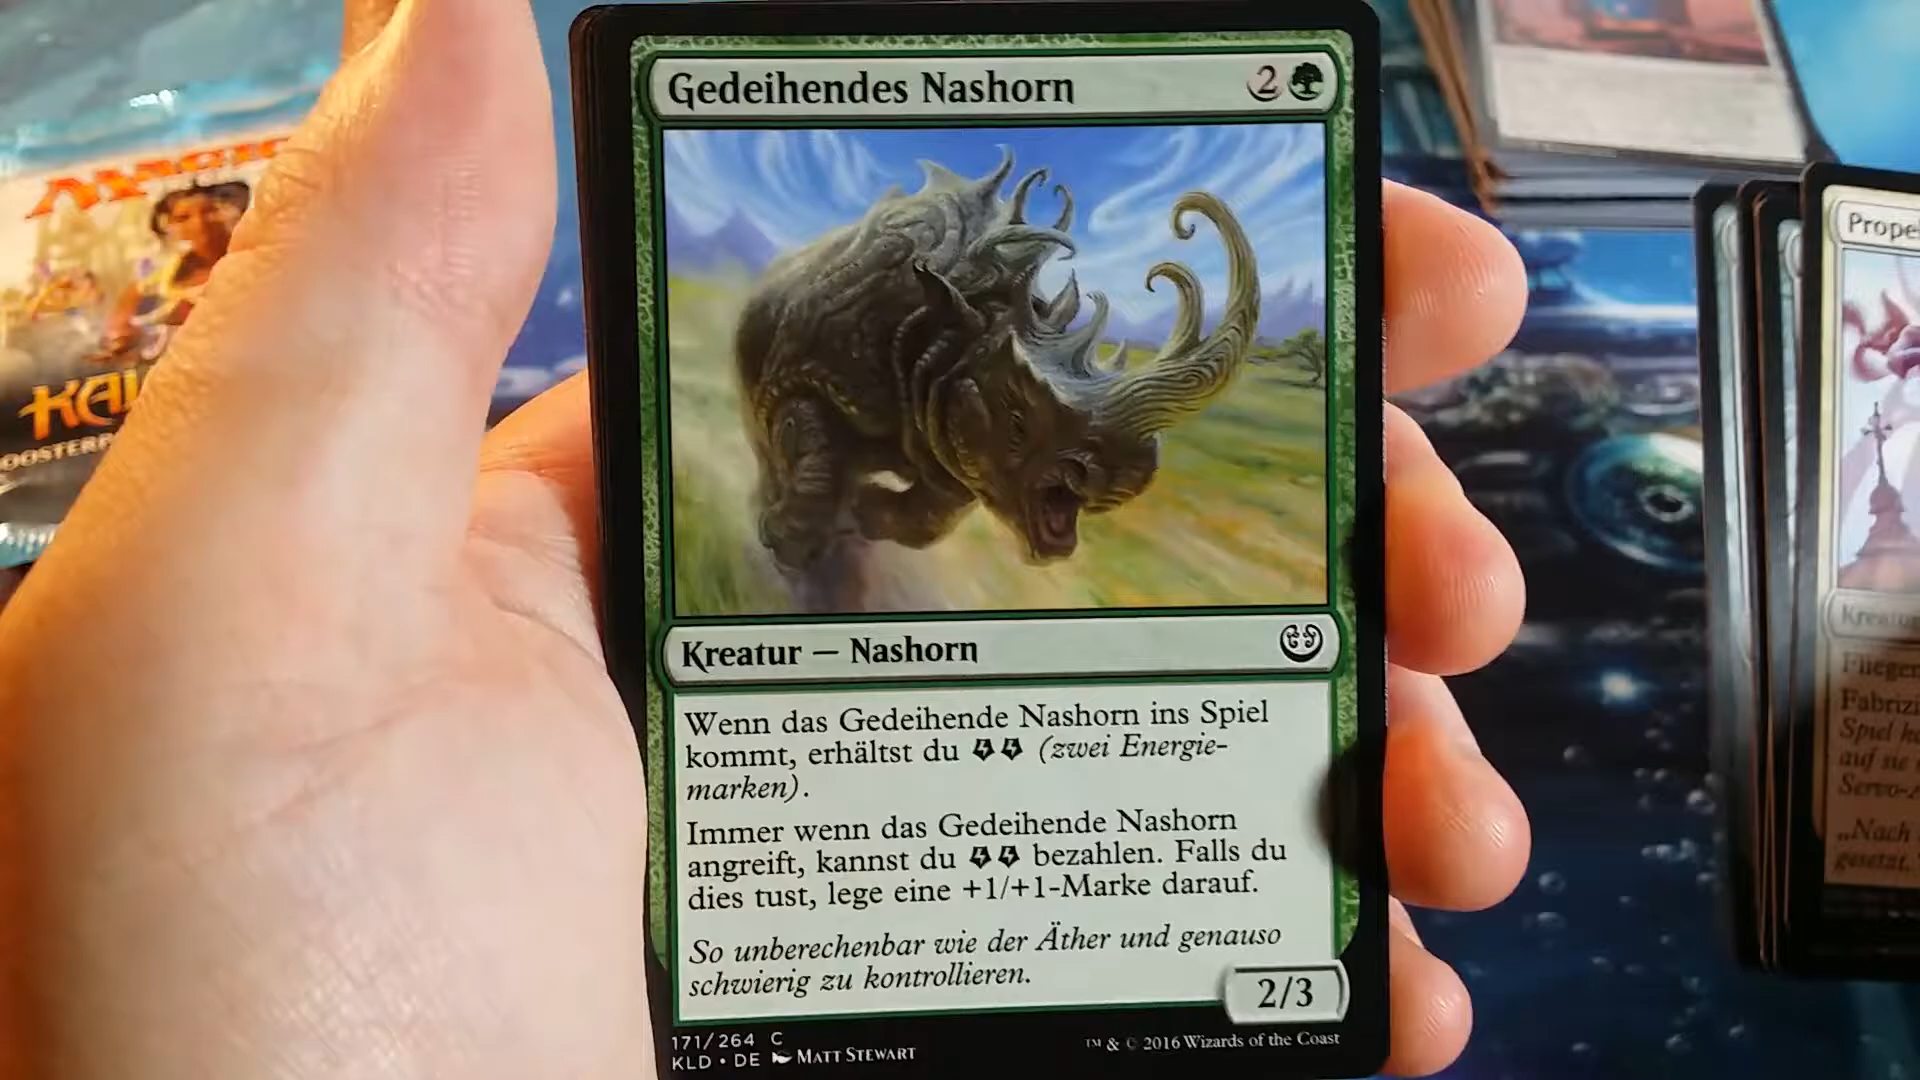 MAGIC
Gedeihendes Nashorn
2
Kreatur — Nashorn
Wenn das Gedeihende Nashorn ins Spiel
kommt, erhältst du (zwei Energie-
marken).
Immer wenn das Gedeihende Nashorn
angreift, kannst du bezahlen. Falls du
dies tust, lege eine +1/+1-Marke darauf.
So unberechenbar wie der Äther und genauso
schwierig zu kontrollieren.
2/3
171/264 C
KLD • DE MATT STEWART
™ & © 2016 Wizards of the Coast